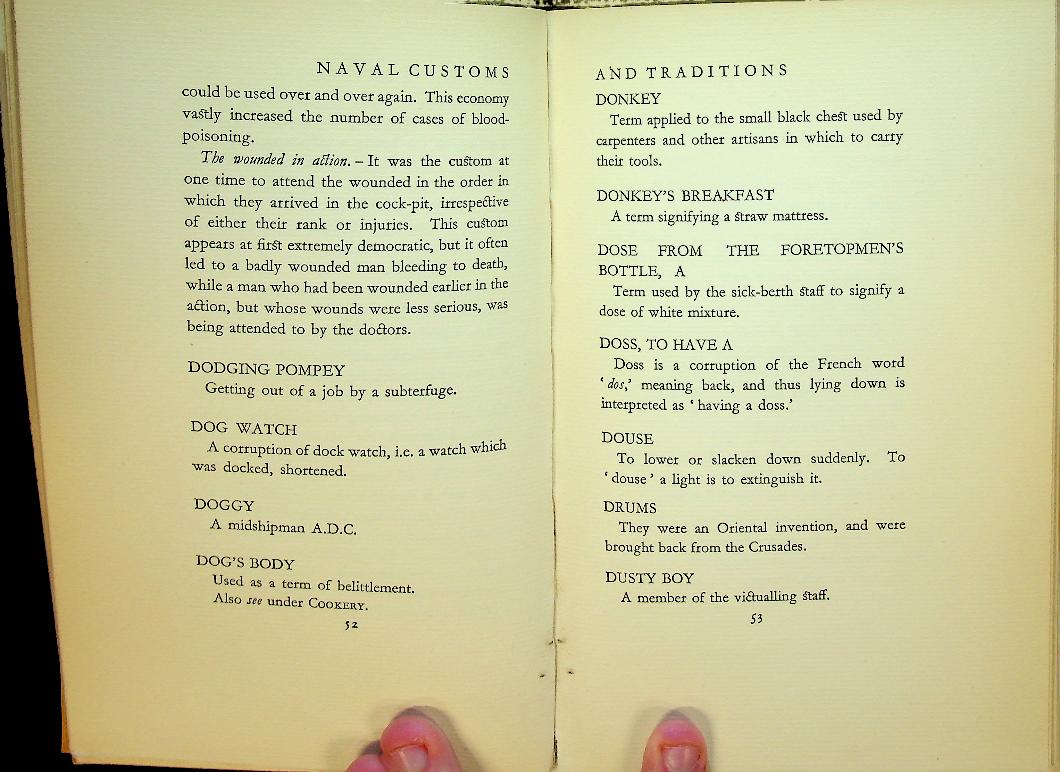 NAVAL CUSTOMS
could be used over and over again. This economy
vastly increased the number of cases of blood-
poisoning.
The wounded in action. – It was the custom at
one time to attend the wounded in the order in
which they arrived in the cock-pit, irrespective
of either their rank or injuries. This custom
appears at first extremely democratic, but it often
led to a badly wounded man bleeding to death,
while a man who had been wounded earlier in the
action, but whose wounds were less serious, was
being attended to by the doctors.
DODGING POMPEY
Getting out of a job by a subterfuge.
DOG WATCH
A corruption of dock watch, i.e. a watch which
was docked, shortened.
DOGGY
A midshipman A.D.C.
DOG'S BODY
Used as a term of belittlement.
Also see under COOKERY.
52
AND TRADITIONS
DONKEY
Term applied to the small black chest used by
carpenters and other artisans in which to carry
their tools.
DONKEY'S BREAKFAST
A term signifying a straw mattress.
DOSE FROM THE FORETOPMEN'S
BOTTLE, A
Term used by the sick-berth staff to signify a
dose of white mixture.
DOSS, TO HAVE A
Doss is a corruption of the French word
‘dos,’ meaning back, and thus lying down is
interpreted as ‘having a doss.’
DOUSE
To lower or slacken down suddenly. To
‘douse’ a light is to extinguish it.
DRUMS
They were an Oriental invention, and were
brought back from the Crusades.
DUSTY BOY
A member of the victualling staff.
53